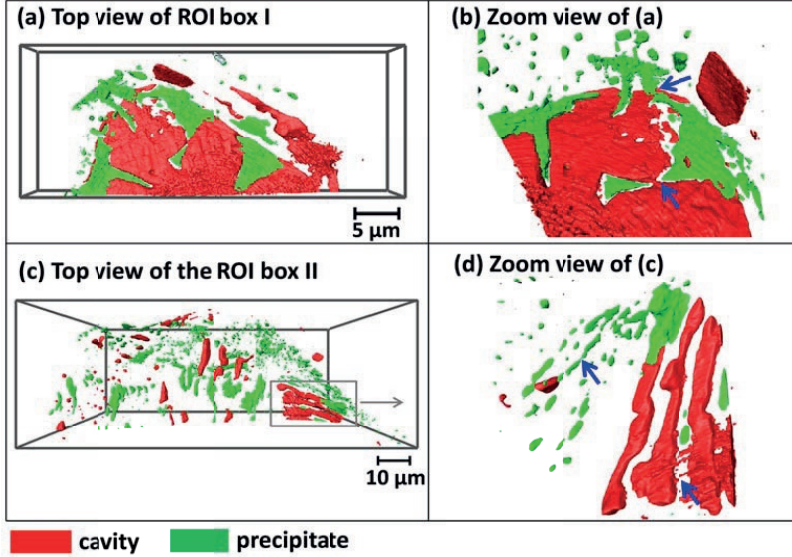 (a) Top view of ROI box I
5 µm
(b) Zoom view of (a)
(c) Top view of the ROI box II
10 µm
(d) Zoom view of (c)
cavity
precipitate